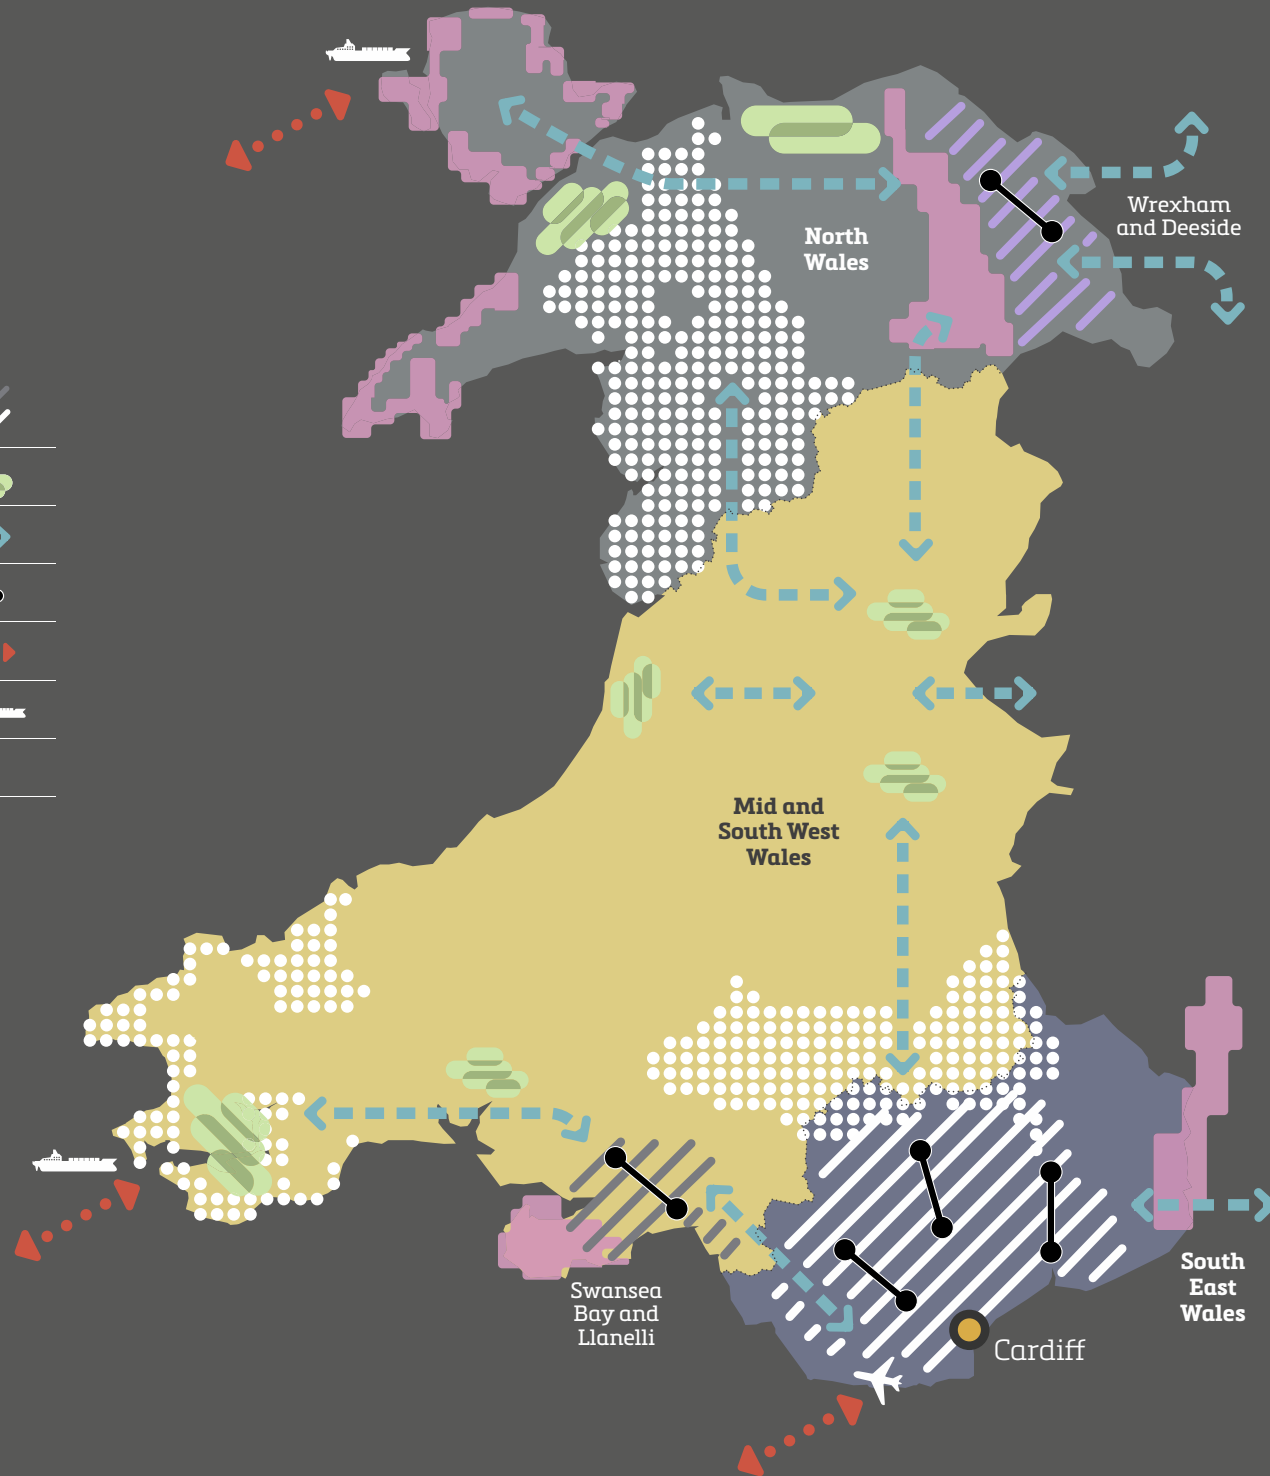 Wrexham
and Deeside
North
Wales
Mid and
South West
Wales
South
East
Wales
Swansea
Bay and
Llanelli
Cardiff